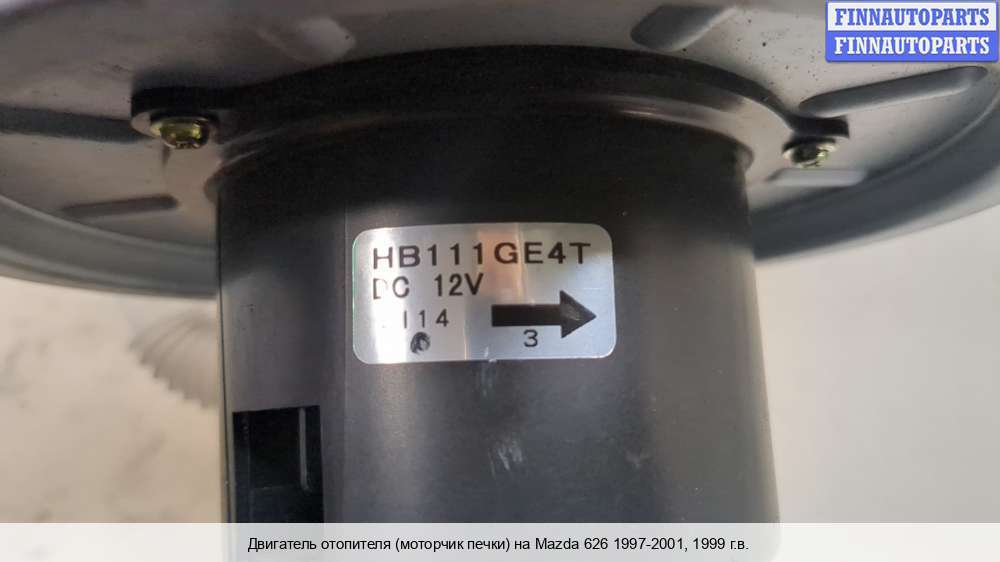 FINNAUTOPARTS
FINNAUTOPARTS
HB111GE4T
DC 12V
114
3
Двигатель отопителя (моторчик печки) на Mazda 626 1997-2001, 1999 г.в.